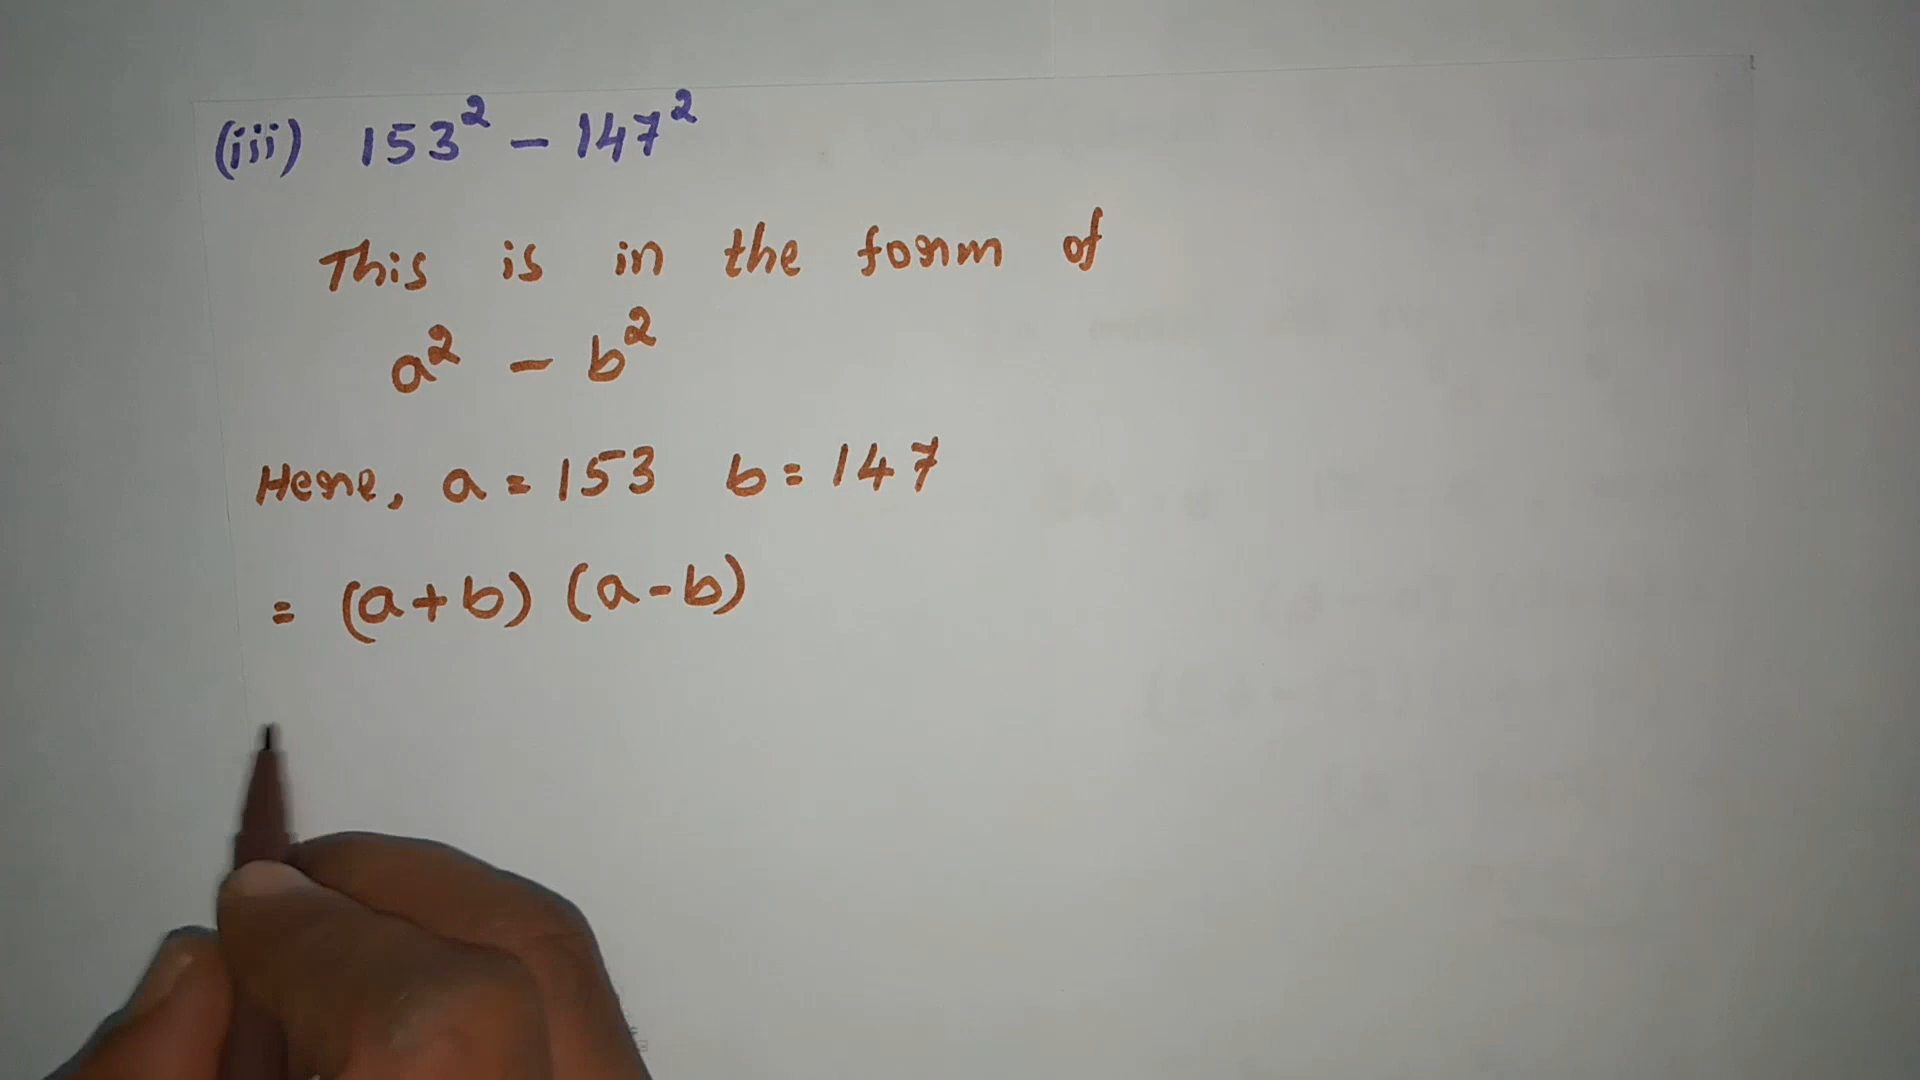 (iii) 153² - 147²
This is in the form of
a² - b²
Here, a = 153 b = 147
= (a+b) (a-b)